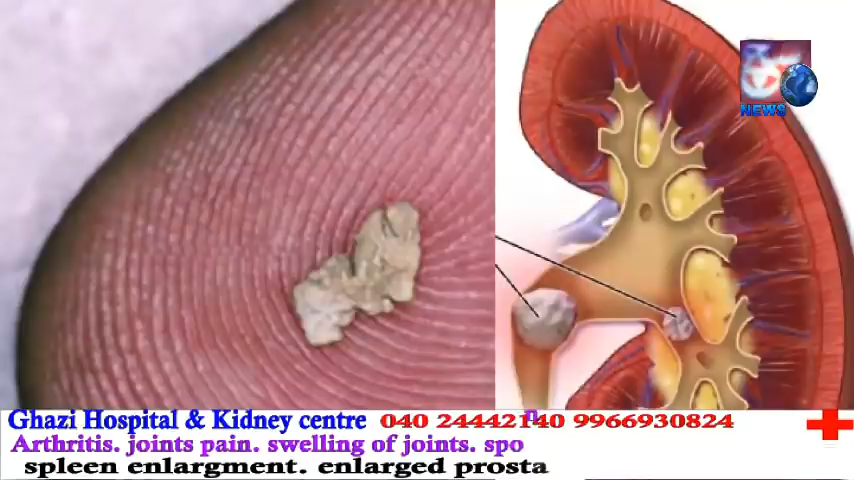 NEWS
Ghazi Hospital & Kidney centre 040 24442140 9966930824
Arthritis. joints pain. swelling of joints. spo
spleen enlargment. enlarged prosta